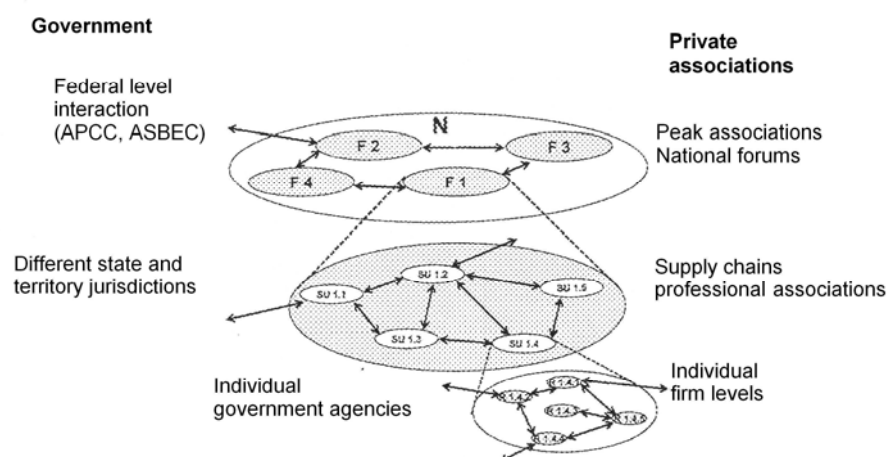 Government
Private
associations
Federal level
interaction
(APCC, ASBEC)
N
F 2
F 3
F 4
F 1
Peak associations
National forums
Different state and
territory jurisdictions
SU 1.2
SU 1.1
SU 1.5
SU 1.3
SU 1.4
Supply chains
professional associations
Individual
government agencies
Individual
firm levels